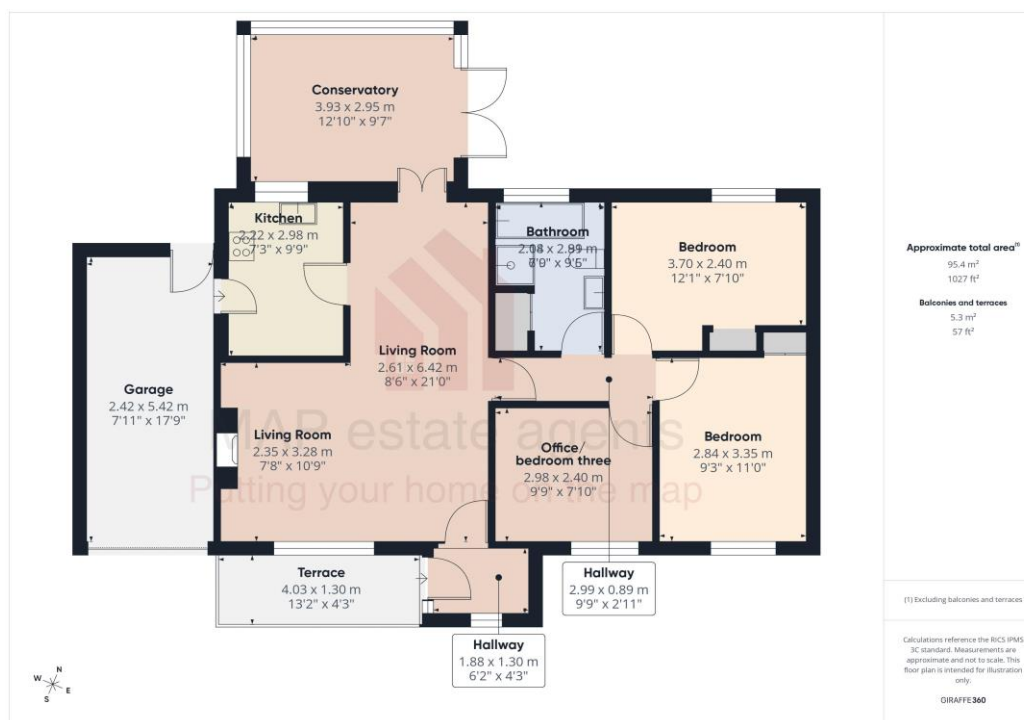 Conservatory
3.93 x 2.95 m
12'10" x 9'7"
Kitchen
2.22 x 2.98 m
7'3" x 9'9"
Bathroom
Bedroom
3.70 x 2.40 m
12'1" x 7'10"
Living Room
2.61 x 6.42 m
8'6" x 21'0"
Garage
2.42 x 5.42 m
7'11" x 17'9"
Living Room
2.35 x 3.28 m
7'8" x 10'9"
Office/
bedroom three
2.98 x 2.40 m
9'9" x 7'10"
Bedroom
2.84 x 3.35 m
9'3" x 11'0"
MAP estate agents
Putting your home on the map
Terrace
4.03 x 1.30 m
13'2" x 4'3"
Hallway
2.99 x 0.89 m
9'9" x 2'11"
Hallway
1.88 x 1.30 m
6'2" x 4'3"
N
W
E
S
Approximate total area(1)
95.4 m²
1027 ft²
Balconies and terraces
5.3 m²
57 ft²
(1) Excluding balconies and terraces
Calculations reference the RICS IPMS
3C standard. Measurements are
approximate and not to scale. This
floor plan is intended for illustration
only.
GIRAFFE360